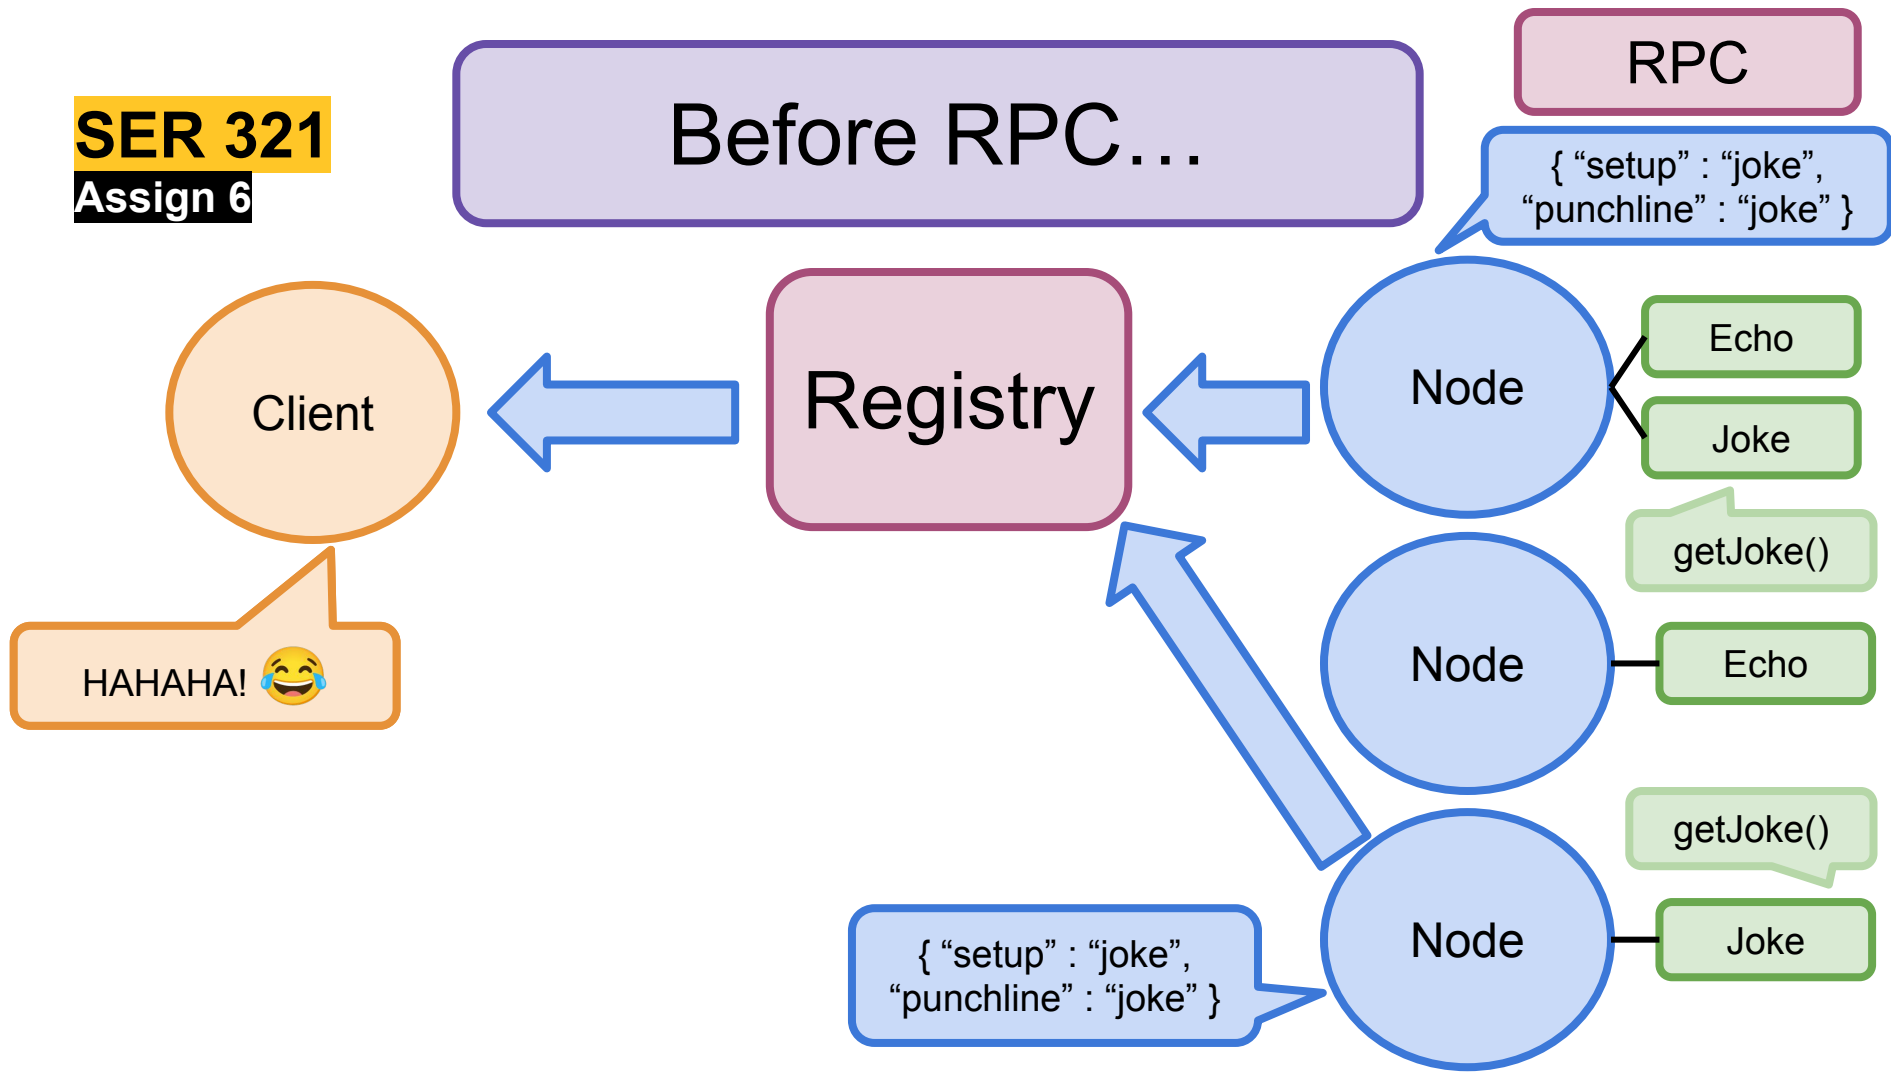 SER 321
Assign 6
Before RPC…
RPC
{ “setup” : “joke”,
“punchline” : “joke” }
Client
Registry
Node
Echo
Joke
getJoke()
HAHAHA! 😂
Node
Echo
getJoke()
{ “setup” : “joke”,
“punchline” : “joke” }
Node
Joke